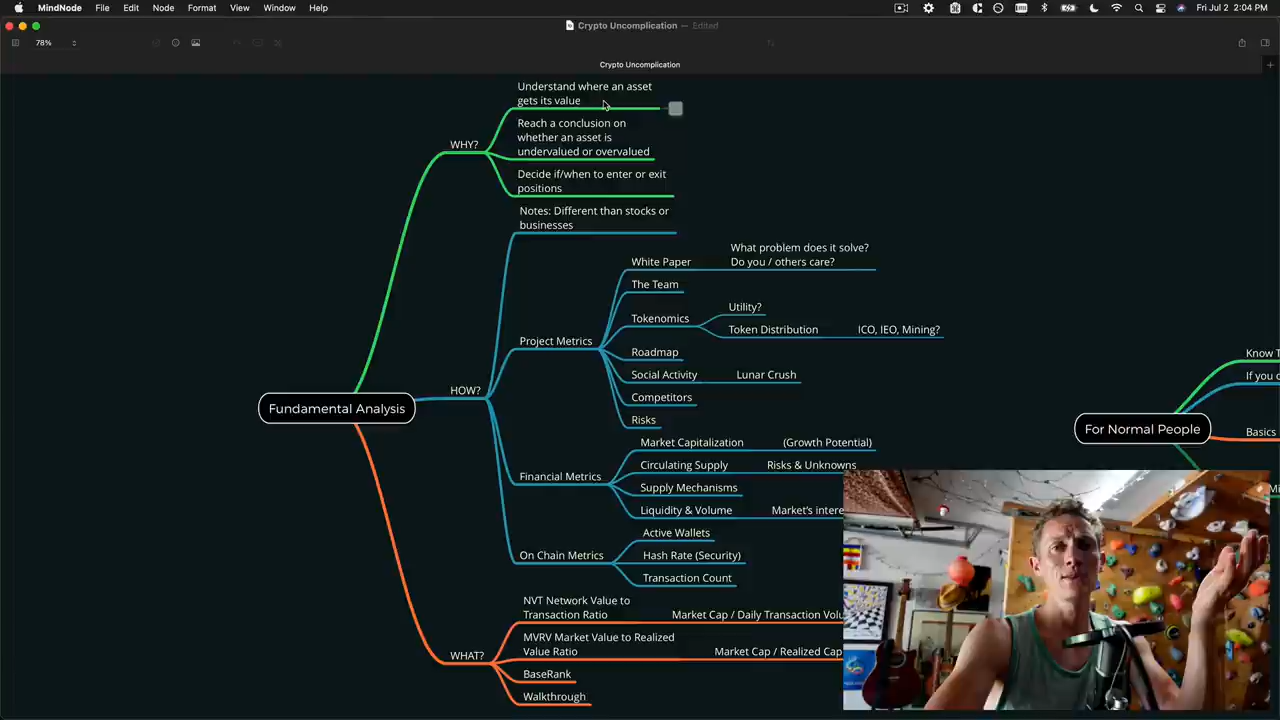 MindNode File Edit Node Format View Window Help Fri Jul 2 2:04 PM
Crypto Uncomplication — Edited
78%
Crypto Uncomplication
Understand where an asset
gets its value
Reach a conclusion on
whether an asset is
undervalued or overvalued
WHY?
Decide if/when to enter or exit
positions
Notes: Different than stocks or
businesses
What problem does it solve?
Do you / others care?
White Paper
The Team
Utility?
Tokenomics
Token Distribution ICO, IEO, Mining?
Project Metrics
Roadmap
Social Activity Lunar Crush
Competitors
Risks
HOW?
Fundamental Analysis
Market Capitalization (Growth Potential)
Circulating Supply Risks & Unknowns
Financial Metrics
Supply Mechanisms
Liquidity & Volume Market's intere
Active Wallets
On Chain Metrics Hash Rate (Security)
Transaction Count
NVT Network Value to
Transaction Ratio Market Cap / Daily Transaction Volu
MVRV Market Value to Realized
Value Ratio Market Cap / Realized Cap
WHAT?
BaseRank
Walkthrough
Know T
If you c
For Normal People
Basics
Mi